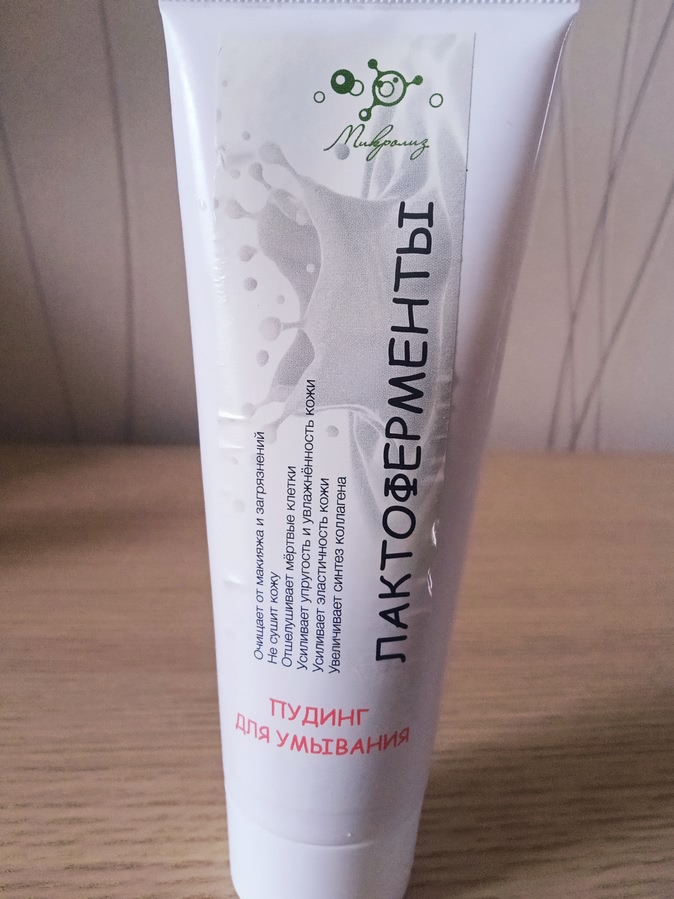 Микролиз
ЛАКТОФЕРМЕНТЫ
Очищает от макияжа и загрязнений
Не сушит кожу
Отшелушивает мёртвые клетки
Усиливает упругость и увлажнённость кожи
Усиливает эластичность кожи
Увеличивает синтез коллагена
ПУДИНГ
ДЛЯ УМЫВАНИЯ